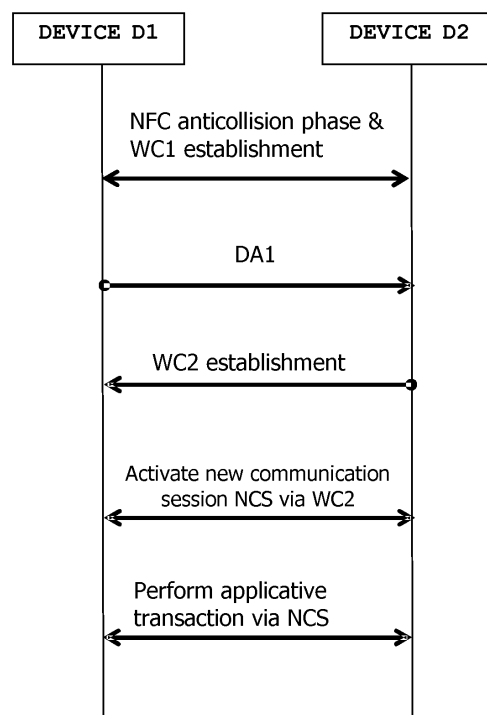 DEVICE D1
DEVICE D2
NFC anticollision phase &
WC1 establishment
DA1
WC2 establishment
Activate new communication
session NCS via WC2
Perform applicative
transaction via NCS